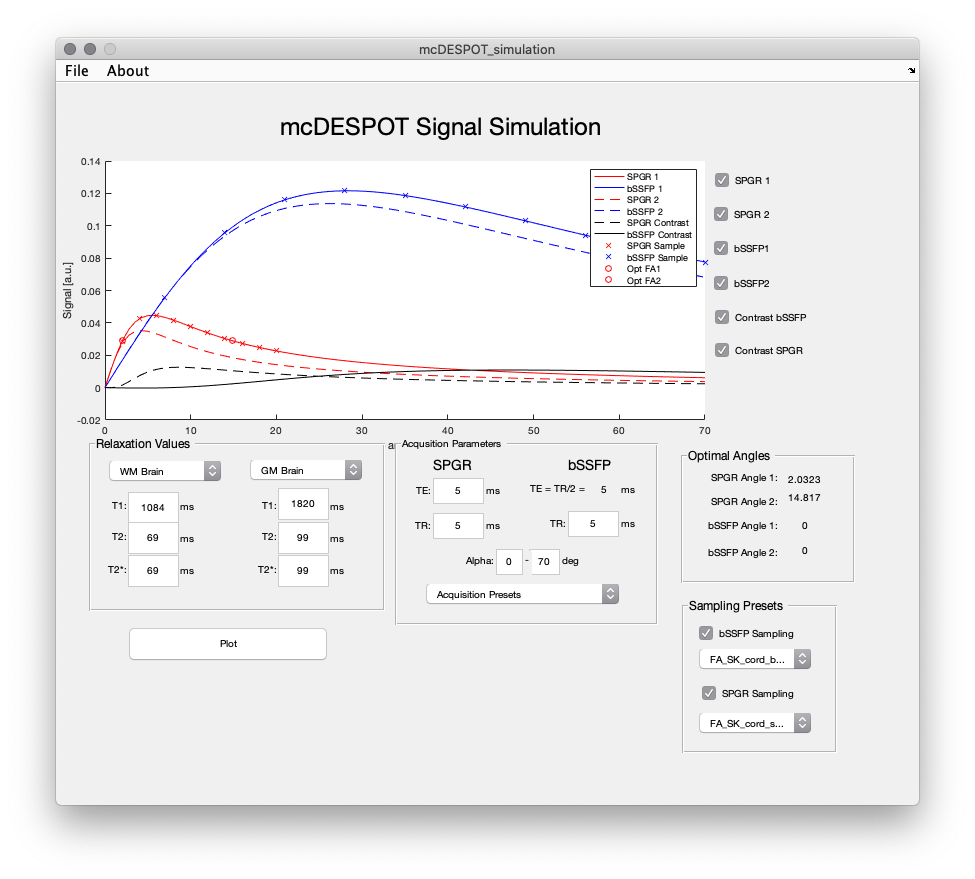 mcDESPOT_simulation
File About
mcDESPOT Signal Simulation
0.14
0.12
0.1
0.08
0.06
0.04
0.02
0
-0.02
Signal [a.u.]
0 10 20 30 40 50 60 70
SPGR 1
bSSFP 1
SPGR 2
bSSFP 2
SPGR Contrast
bSSFP Contrast
SPGR Sample
bSSFP Sample
Opt FA1
Opt FA2
SPGR 1
SPGR 2
bSSFP1
bSSFP2
Contrast bSSFP
Contrast SPGR
Relaxation Values
WM Brain GM Brain
T1: 1084 ms T1: 1820 ms
T2: 69 ms T2: 99 ms
T2*: 69 ms T2*: 99 ms
Plot
Acqusition Parameters
SPGR bSSFP
TE: 5 ms TE = TR/2 = 5 ms
TR: 5 ms TR: 5 ms
Alpha: 0 - 70 deg
Acquisition Presets
Optimal Angles
SPGR Angle 1: 2.0323
SPGR Angle 2: 14.817
bSSFP Angle 1: 0
bSSFP Angle 2: 0
Sampling Presets
bSSFP Sampling
FA_SK_cord_b...
SPGR Sampling
FA_SK_cord_s...